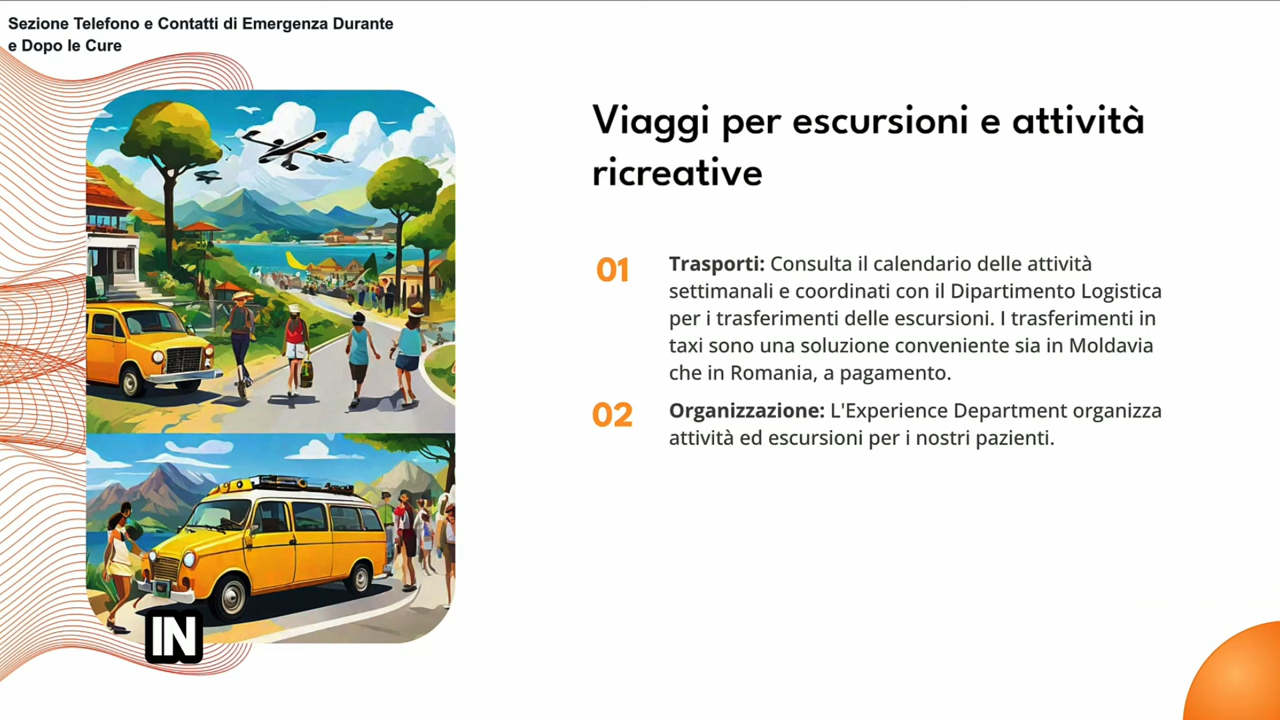 Sezione Telefono e Contatti di Emergenza Durante
e Dopo le Cure
Viaggi per escursioni e attività
ricreative
01
Trasporti: Consulta il calendario delle attività
settimanali e coordinati con il Dipartimento Logistica
per i trasferimenti delle escursioni. I trasferimenti in
taxi sono una soluzione conveniente sia in Moldavia
che in Romania, a pagamento.
02
Organizzazione: L'Experience Department organizza
attività ed escursioni per i nostri pazienti.
IN